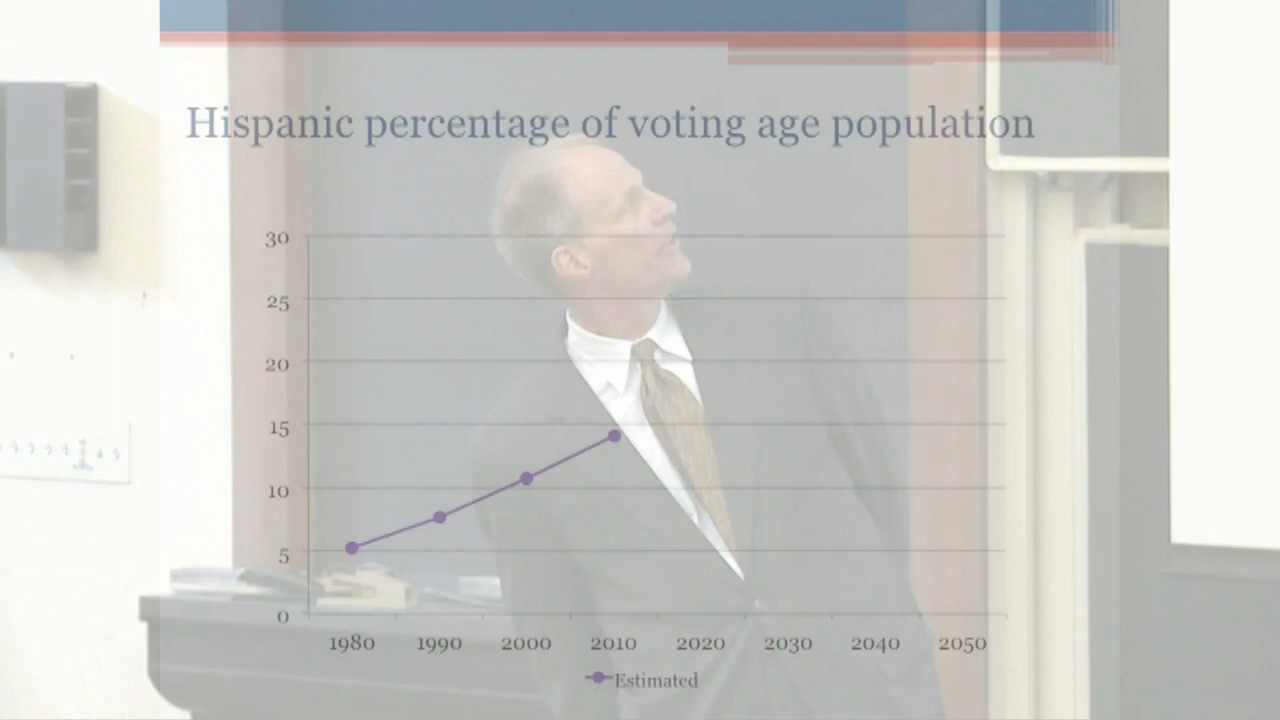 Hispanic percentage of voting age population
30
25
20
15
10
5
0
1980 1990 2000 2010 2020 2030 2040 2050
Estimated